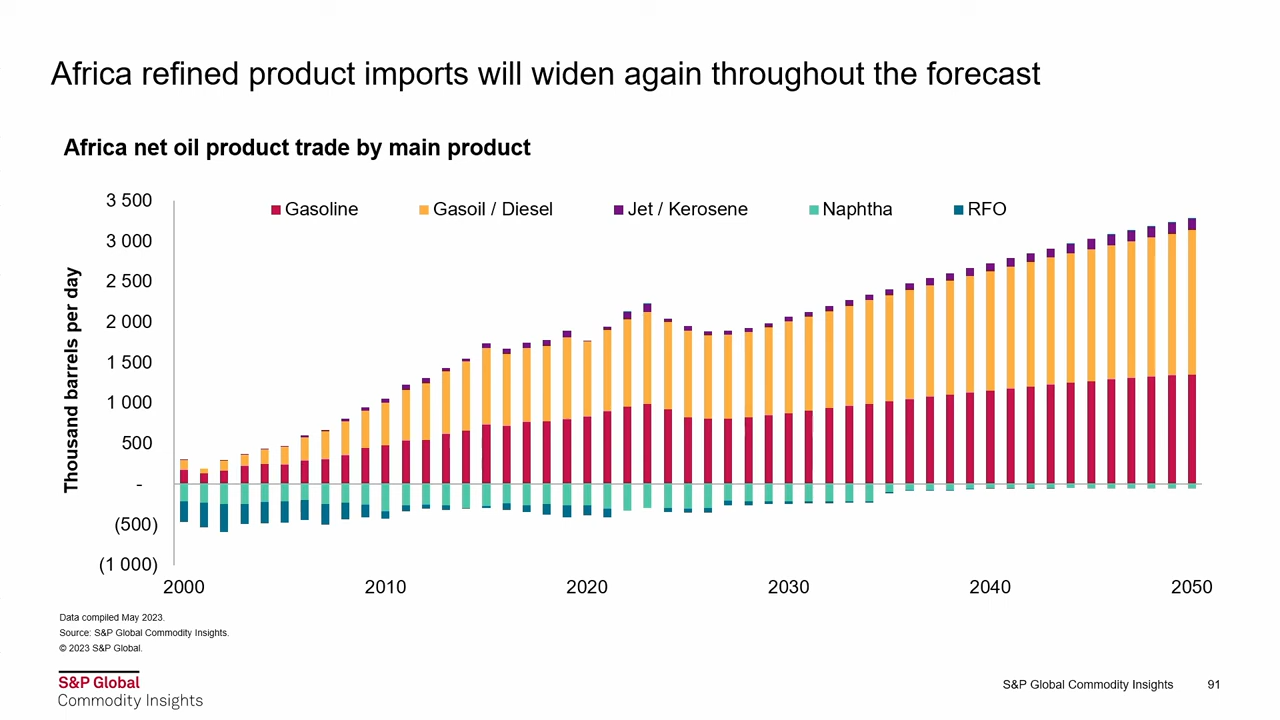 Africa refined product imports will widen again throughout the forecast
Africa net oil product trade by main product
Thousand barrels per day
3 500
3 000
2 500
2 000
1 500
1 000
500
-
(500)
(1 000)
Gasoline Gasoil / Diesel Jet / Kerosene Naphtha RFO
2000 2010 2020 2030 2040 2050
Data compiled May 2023.
Source: S&P Global Commodity Insights.
© 2023 S&P Global.
S&P Global
Commodity Insights
S&P Global Commodity Insights 91